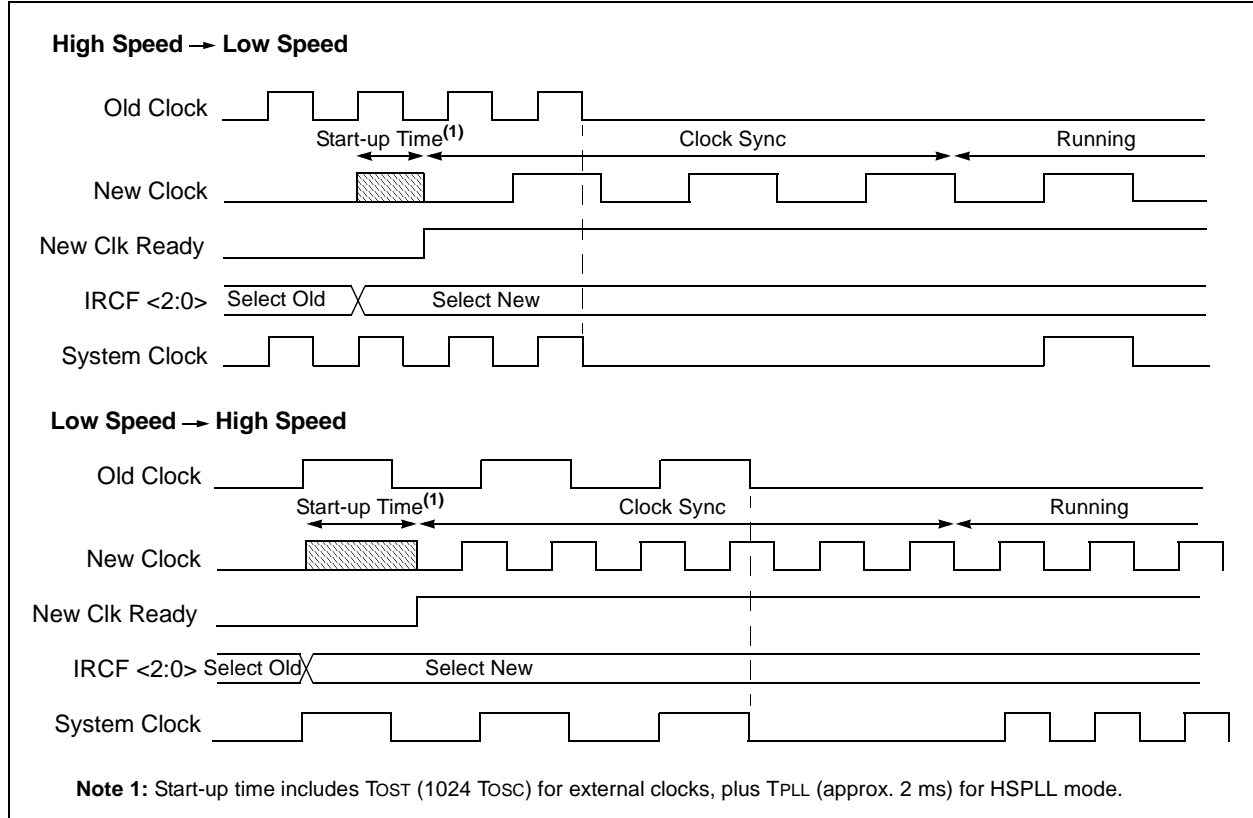 High Speed → Low Speed
Old Clock
Start-up Time(1) Clock Sync Running
New Clock
New Clk Ready
IRCF <2:0> Select Old Select New
System Clock
Low Speed → High Speed
Old Clock
Start-up Time(1) Clock Sync Running
New Clock
New Clk Ready
IRCF <2:0> Select Old Select New
System Clock
Note 1: Start-up time includes TOST (1024 TOSC) for external clocks, plus TPLL (approx. 2 ms) for HSPLL mode.